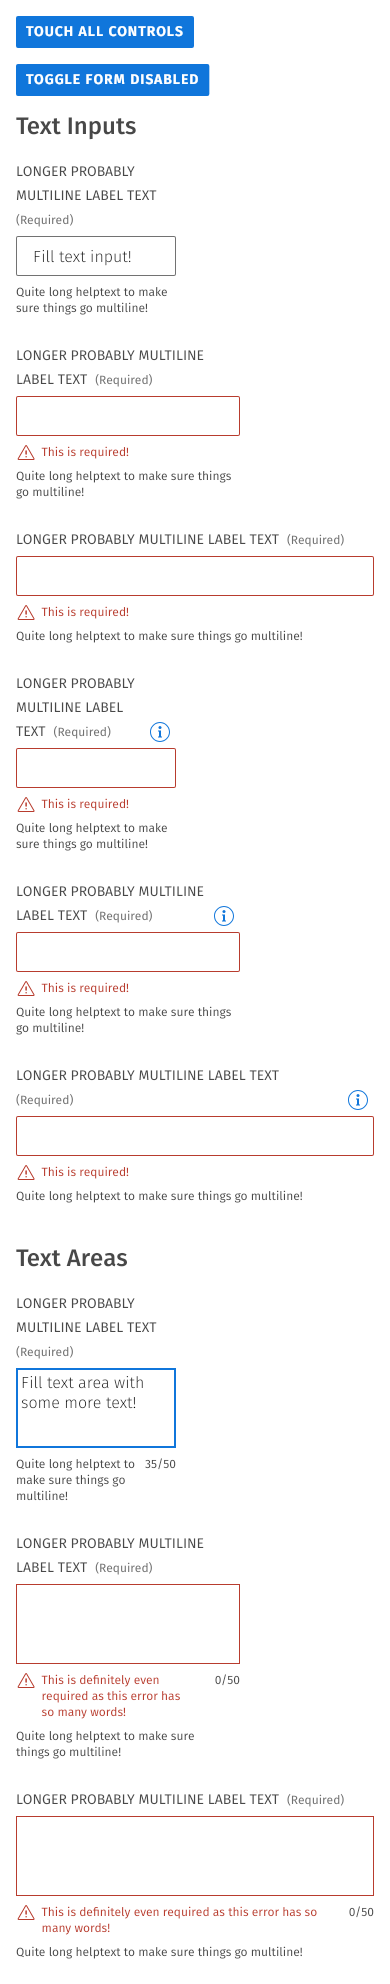 TOUCH ALL CONTROLS
TOGGLE FORM DISABLED
Text Inputs
LONGER PROBABLY
MULTILINE LABEL TEXT
(Required)
Fill text input!
Quite long helptext to make
sure things go multiline!
LONGER PROBABLY MULTILINE
LABEL TEXT (Required)
This is required!
Quite long helptext to make sure things
go multiline!
LONGER PROBABLY MULTILINE LABEL TEXT (Required)
This is required!
Quite long helptext to make sure things go multiline!
LONGER PROBABLY
MULTILINE LABEL
TEXT (Required)
This is required!
Quite long helptext to make
sure things go multiline!
LONGER PROBABLY MULTILINE
LABEL TEXT (Required)
This is required!
Quite long helptext to make sure things
go multiline!
LONGER PROBABLY MULTILINE LABEL TEXT
(Required)
This is required!
Quite long helptext to make sure things go multiline!
Text Areas
LONGER PROBABLY
MULTILINE LABEL TEXT
(Required)
Fill text area with
some more text!
Quite long helptext to 35/50
make sure things go
multiline!
LONGER PROBABLY MULTILINE
LABEL TEXT (Required)
This is definitely even 0/50
required as this error has
so many words!
Quite long helptext to make sure
things go multiline!
LONGER PROBABLY MULTILINE LABEL TEXT (Required)
This is definitely even required as this error has so 0/50
many words!
Quite long helptext to make sure things go multiline!